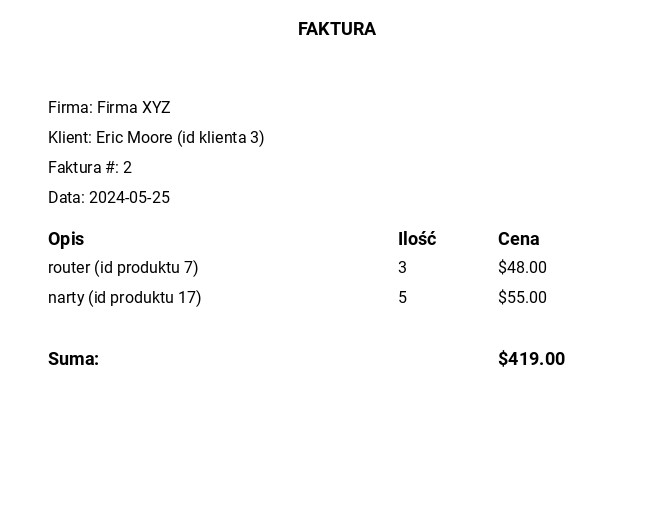 FAKTURA
Firma: Firma XYZ
Klient: Eric Moore (id klienta 3)
Faktura #: 2
Data: 2024-05-25
Opis Ilość Cena
router (id produktu 7) 3 $48.00
narty (id produktu 17) 5 $55.00
Suma: $419.00